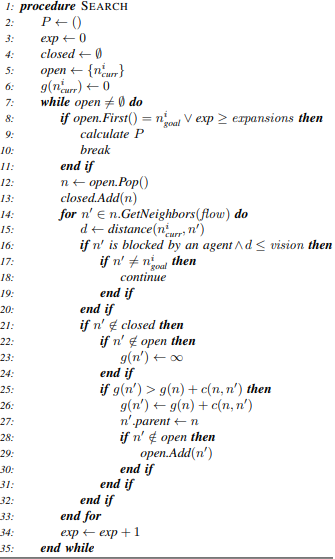 1: procedure SEARCH
2: P ← ()
3: exp ← 0
4: closed ← ∅
5: open ← {n^i_curr}
6: g(n^i_curr) ← 0
7: while open ≠ ∅ do
8: if open.First() = n^i_goal ∨ exp ≥ expansions then
9: calculate P
10: break
11: end if
12: n ← open.Pop()
13: closed.Add(n)
14: for n′ ∈ n.GetNeighbors(flow) do
15: d ← distance(n^i_curr, n′)
16: if n′ is blocked by an agent ∧ d ≤ vision then
17: if n′ ≠ n^i_goal then
18: continue
19: end if
20: end if
21: if n′ ∉ closed then
22: if n′ ∉ open then
23: g(n′) ← ∞
24: end if
25: if g(n′) > g(n) + c(n, n′) then
26: g(n′) ← g(n) + c(n, n′)
27: n′.parent ← n
28: if n′ ∉ open then
29: open.Add(n′)
30: end if
31: end if
32: end if
33: end for
34: exp ← exp + 1
35: end while